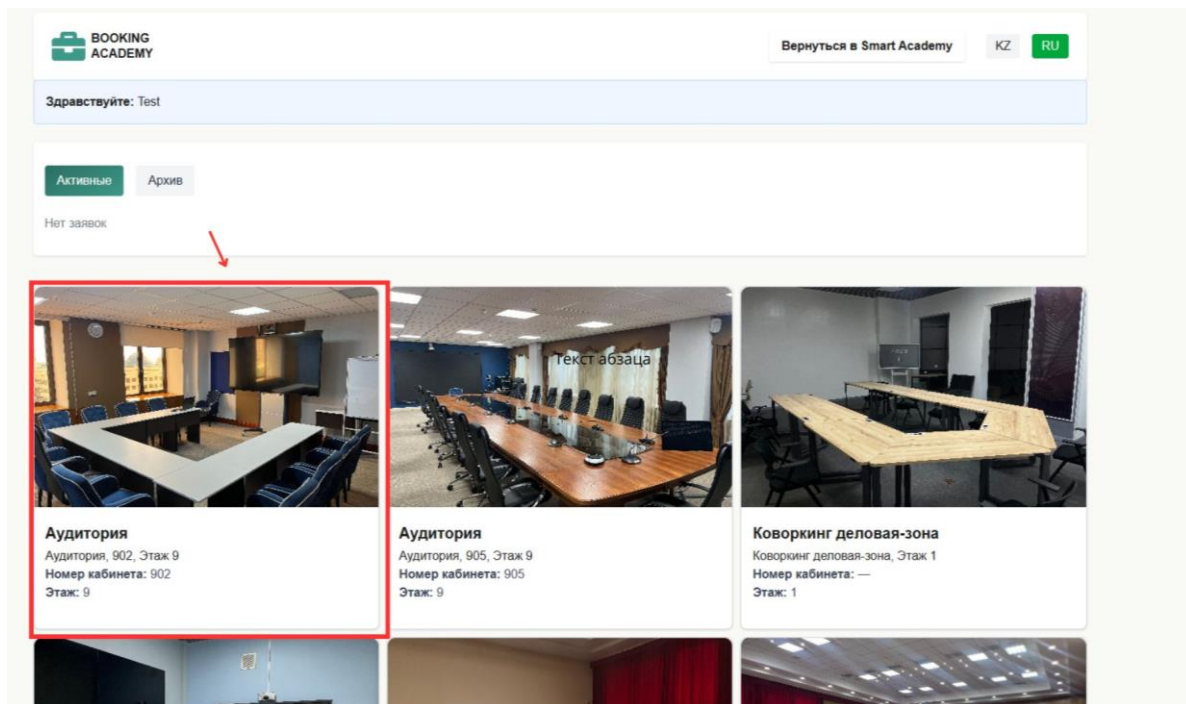 BOOKING
ACADEMY
Вернуться в Smart Academy
KZ
RU
Здравствуйте: Test
Активные
Архив
Нет заявок
Текст абзаца
Аудитория
Аудитория, 902, Этаж 9
Номер кабинета: 902
Этаж: 9
Аудитория
Аудитория, 905, Этаж 9
Номер кабинета: 905
Этаж: 9
Коворкинг деловая-зона
Коворкинг деловая-зона, Этаж 1
Номер кабинета: —
Этаж: 1